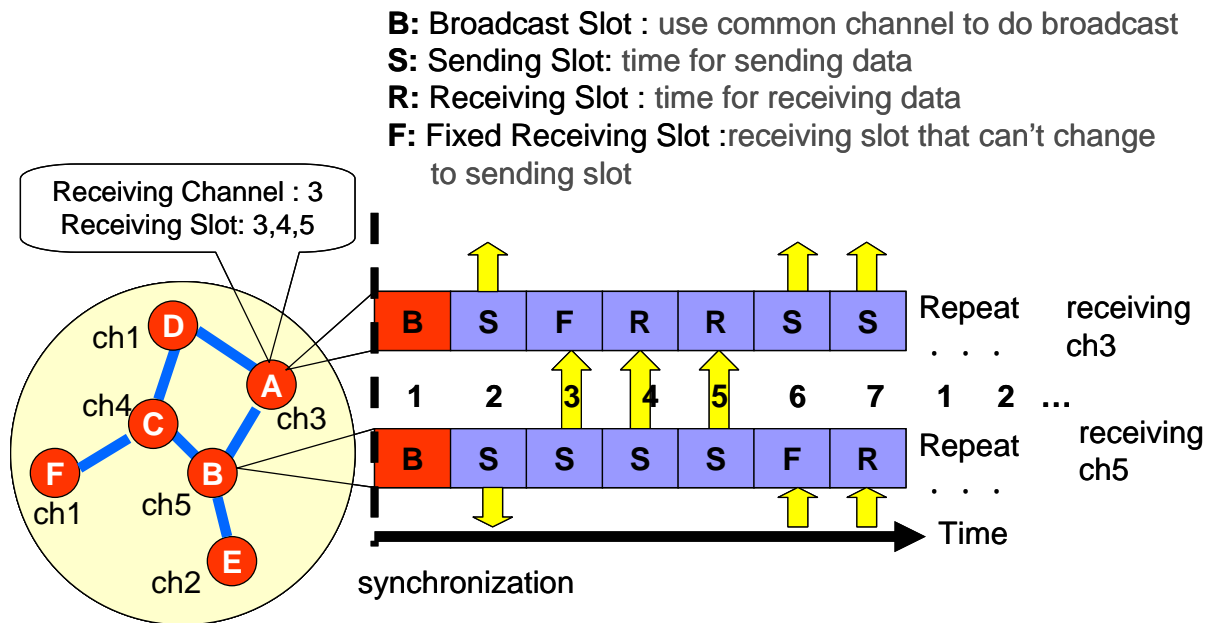 B: Broadcast Slot : use common channel to do broadcast
S: Sending Slot: time for sending data
R: Receiving Slot : time for receiving data
F: Fixed Receiving Slot :receiving slot that can't change
to sending slot
Receiving Channel : 3
Receiving Slot: 3,4,5
B S F R R S S
Repeat
. . .
receiving
ch3
1 2 3 4 5 6 7 1 2 ...
B S S S S F R
Repeat
. . .
receiving
ch5
Time
synchronization
D
ch1
A
ch3
ch4
C
F
ch1
B
ch5
E
ch2